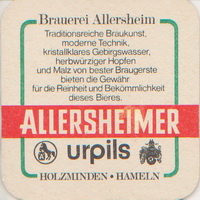 Brauerei Allersheim
Traditionsreiche Braukunst,
moderne Technik,
kristallklares Gebirgswasser,
herbwürziger Hopfen
und Malz von bester Braugerste
bieten die Gewähr
für die Reinheit und Bekömmlichkeit
dieses Bieres.
ALLERSHEIMER
urpils
HOLZMINDEN · HAMELN